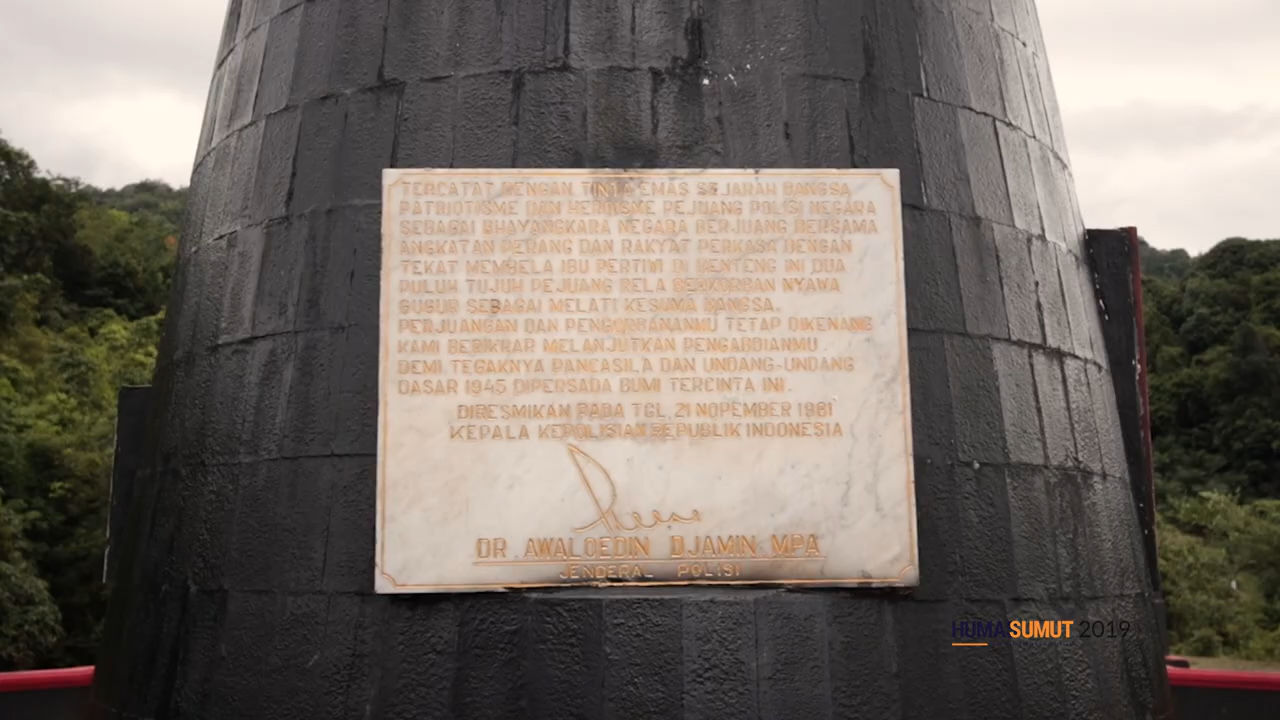 TERCATAT DENGAN TINTA EMAS SEJARAH BANGSA
PATRIOTISME DAN HEROISME PEJUANG POLISI NEGARA
SEBAGAI BHAYANGKARA NEGARA BERJUANG BERSAMA
ANGKATAN PERANG DAN RAKYAT PERKASA DENGAN
TEKAT MEMBELA IBU PERTIWI DI BENTENG INI DUA
PULUH TUJUH PEJUANG RELA BERKORBAN NYAWA
GUGUR SEBAGAI MELATI KESUMA BANGSA.
PERJUANGAN DAN PENGORBANANMU TETAP DIKENANG
KAMI BERIKRAR MELANJUTKAN PENGABDIANMU
DEMI TEGAKNYA PANCASILA DAN UNDANG-UNDANG
DASAR 1945 DIPERSADA BUMI TERCINTA INI.
DIRESMIKAN PADA TGL. 21 NOPEMBER 1981
KEPALA KEPOLISIAN REPUBLIK INDONESIA
DR. AWALOEDIN DJAMIN. MPA
JENDERAL POLISI
HUMASUMUT 2019